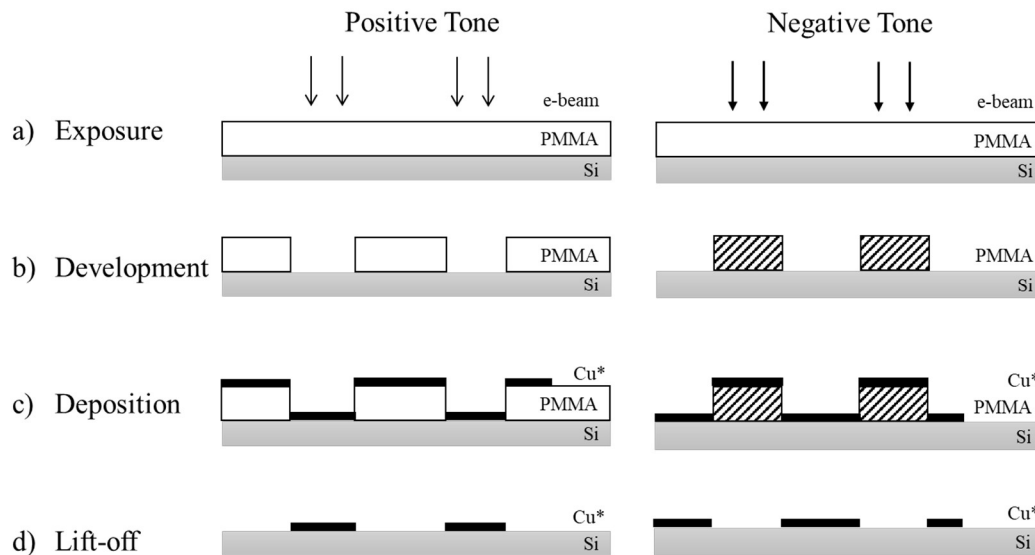 Positive Tone
Negative Tone
e-beam
e-beam
a) Exposure
PMMA
PMMA
Si
Si
b) Development
PMMA
PMMA
Si
Si
Cu*
Cu*
c) Deposition
PMMA
PMMA
Si
Si
Cu*
Cu*
d) Lift-off
Si
Si